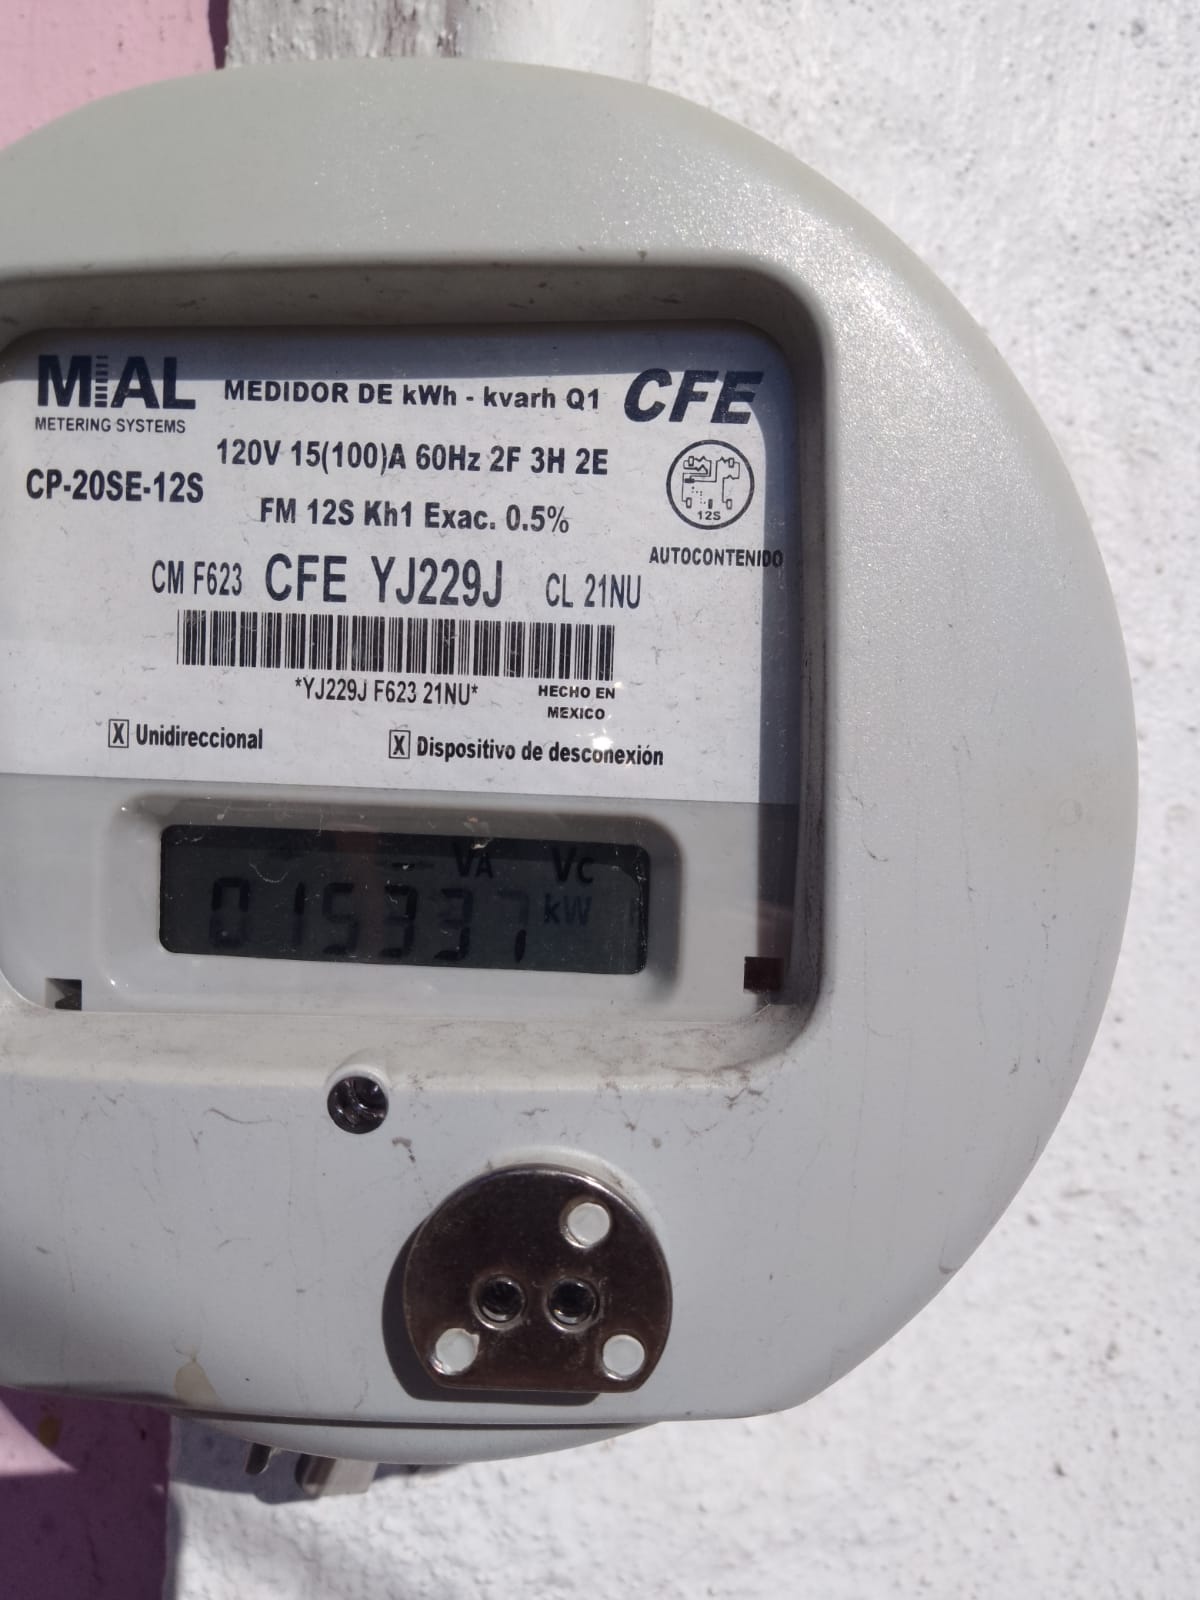 MIAL
METERING SYSTEMS
MEDIDOR DE kWh - kvarh Q1
CFE
120V 15(100)A 60Hz 2F 3H 2E
CP-20SE-12S
FM 12S Kh1 Exac. 0.5%
12S
AUTOCONTENIDO
CM F623 CFE YJ229J CL 21NU
*YJ229J F623 21NU*
HECHO EN
MEXICO
X Unidireccional
X Dispositivo de desconexión
VA VC
015337 kW